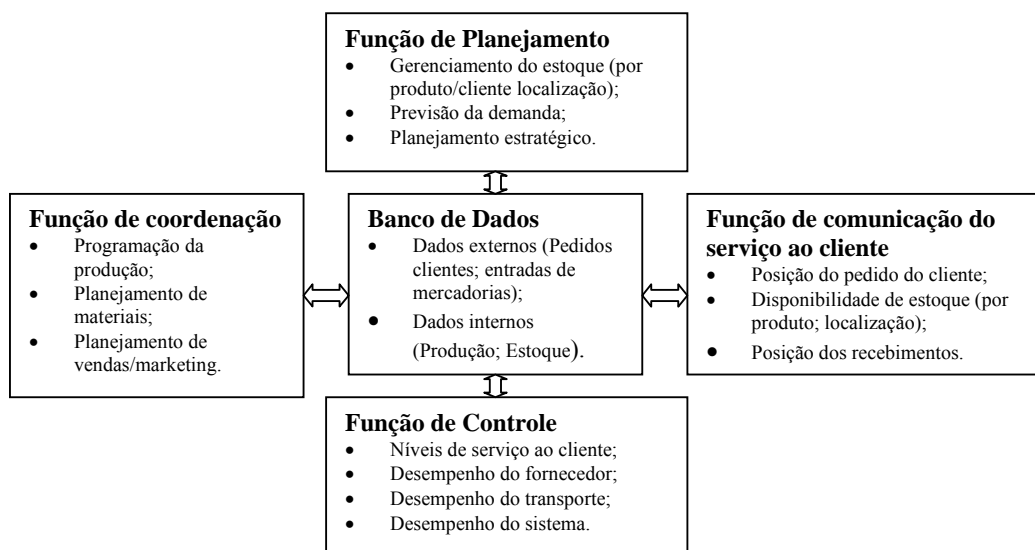 Função de Planejamento
• Gerenciamento do estoque (por
produto/cliente localização);
• Previsão da demanda;
• Planejamento estratégico.
Função de coordenação
• Programação da
produção;
• Planejamento de
materiais;
• Planejamento de
vendas/marketing.
Banco de Dados
• Dados externos (Pedidos
clientes; entradas de
mercadorias);
• Dados internos
(Produção; Estoque).
Função de comunicação do
serviço ao cliente
• Posição do pedido do cliente;
• Disponibilidade de estoque (por
produto; localização);
• Posição dos recebimentos.
Função de Controle
• Níveis de serviço ao cliente;
• Desempenho do fornecedor;
• Desempenho do transporte;
• Desempenho do sistema.